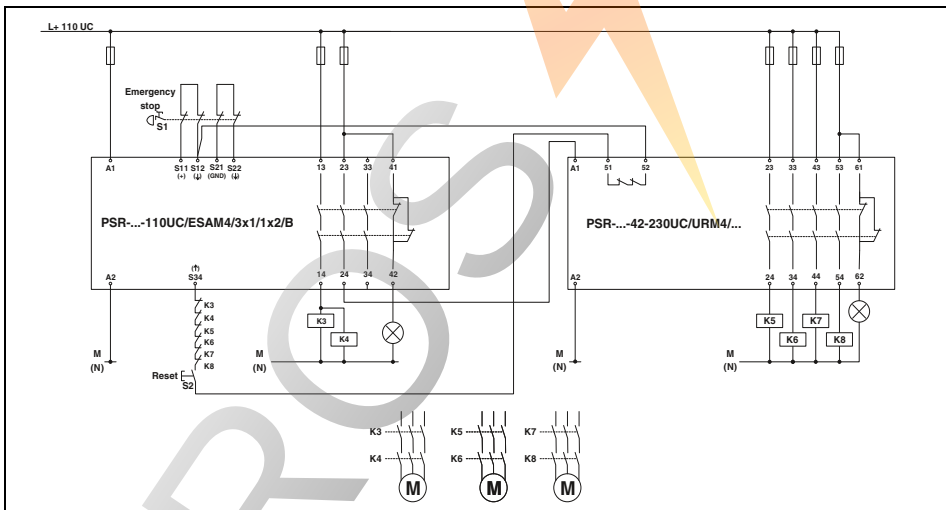 L+ 110 UC
Emergency
stop
S1
A1 S11 S12 S21 S22 13 23 33 41 A1 51 52 23 33 43 53 61
(+) (↓) (GND) (↓)
PSR-...-110UC/ESAM4/3x1/1x2/B
PSR-...-42-230UC/URM4/...
(↑)
A2 S34 14 24 34 42 A2 24 34 44 54 62
K3
K4
K5
K6
K7
K8
K3
K4
K5
K6
K7
K8
M
(N)
M
(N)
M
(N)
M
(N)
Reset
S2
K3 K5 K7
K4 K6 K8
M M M
ROS